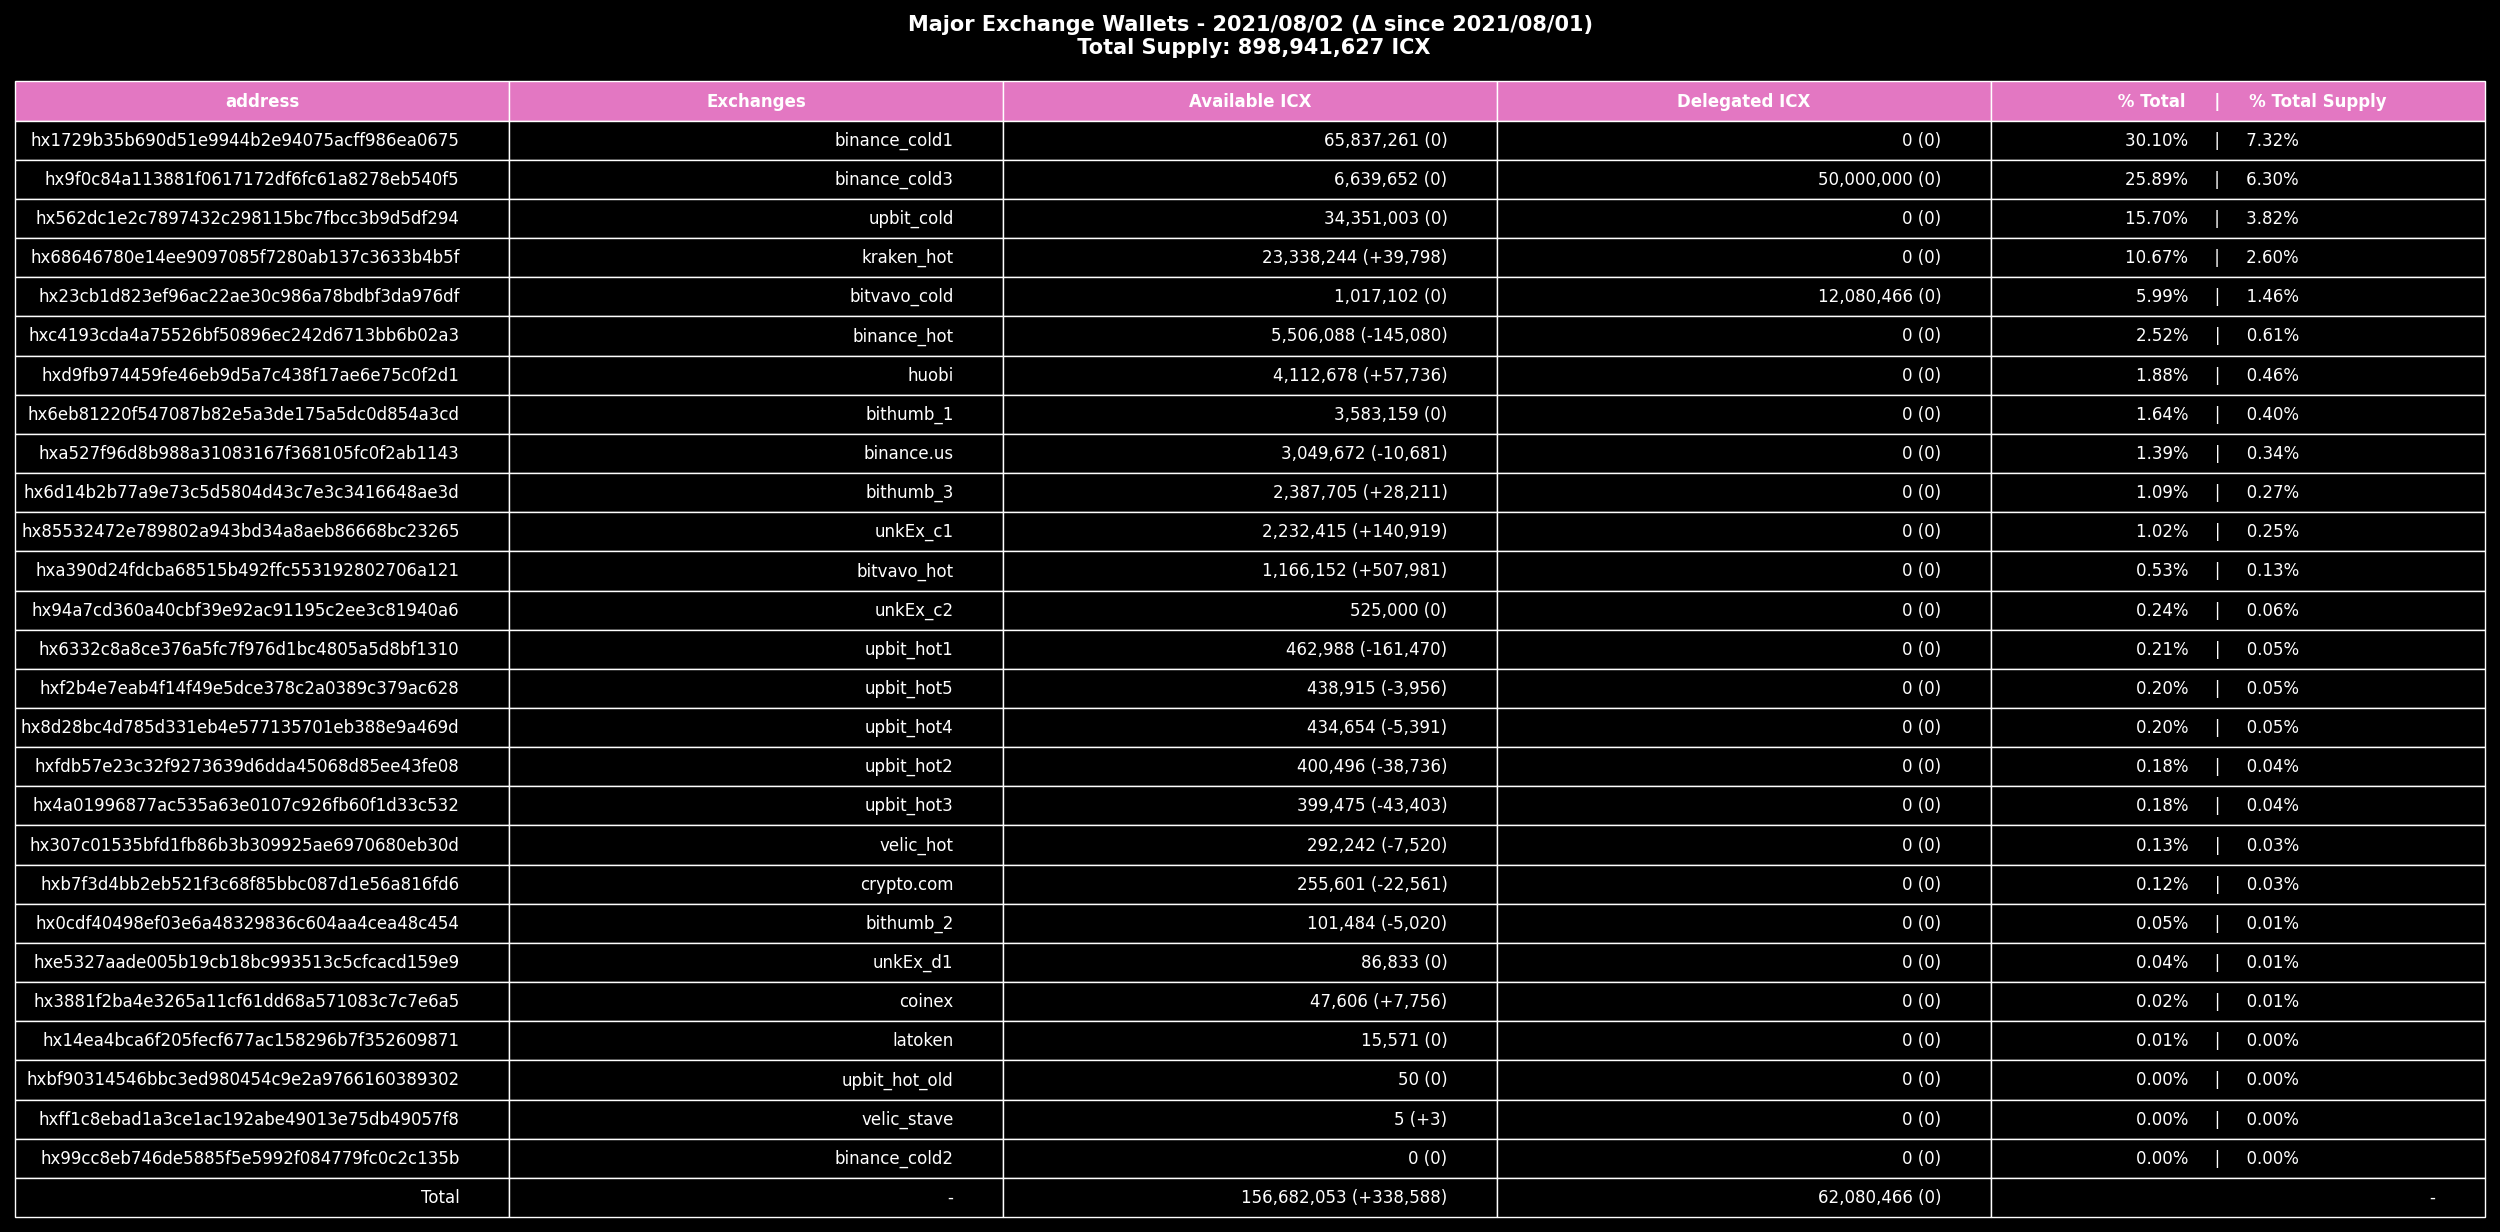 Major Exchange Wallets - 2021/08/02 (Δ since 2021/08/01)
Total Supply: 898,941,627 ICX
address Exchanges Available ICX Delegated ICX % Total | % Total Supply
hx1729b35b690d51e9944b2e94075acff986ea0675 binance_cold1 65,837,261 (0) 0 (0) 30.10% | 7.32%
hx9f0c84a113881f0617172df6fc61a8278eb540f5 binance_cold3 6,639,652 (0) 50,000,000 (0) 25.89% | 6.30%
hx562dc1e2c7897432c298115bc7fbcc3b9d5df294 upbit_cold 34,351,003 (0) 0 (0) 15.70% | 3.82%
hx68646780e14ee9097085f7280ab137c3633b4b5f kraken_hot 23,338,244 (+39,798) 0 (0) 10.67% | 2.60%
hx23cb1d823ef96ac22ae30c986a78bdbf3da976df bitvavo_cold 1,017,102 (0) 12,080,466 (0) 5.99% | 1.46%
hxc4193cda4a75526bf50896ec242d6713bb6b02a3 binance_hot 5,506,088 (-145,080) 0 (0) 2.52% | 0.61%
hxd9fb974459fe46eb9d5a7c438f17ae6e75c0f2d1 huobi 4,112,678 (+57,736) 0 (0) 1.88% | 0.46%
hx6eb81220f547087b82e5a3de175a5dc0d854a3cd bithumb_1 3,583,159 (0) 0 (0) 1.64% | 0.40%
hxa527f96d8b988a31083167f368105fc0f2ab1143 binance.us 3,049,672 (-10,681) 0 (0) 1.39% | 0.34%
hx6d14b2b77a9e73c5d5804d43c7e3c3416648ae3d bithumb_3 2,387,705 (+28,211) 0 (0) 1.09% | 0.27%
hx85532472e789802a943bd34a8aeb86668bc23265 unkEx_c1 2,232,415 (+140,919) 0 (0) 1.02% | 0.25%
hxa390d24fdcba68515b492ffc553192802706a121 bitvavo_hot 1,166,152 (+507,981) 0 (0) 0.53% | 0.13%
hx94a7cd360a40cbf39e92ac91195c2ee3c81940a6 unkEx_c2 525,000 (0) 0 (0) 0.24% | 0.06%
hx6332c8a8ce376a5fc7f976d1bc4805a5d8bf1310 upbit_hot1 462,988 (-161,470) 0 (0) 0.21% | 0.05%
hxf2b4e7eab4f14f49e5dce378c2a0389c379ac628 upbit_hot5 438,915 (-3,956) 0 (0) 0.20% | 0.05%
hx8d28bc4d785d331eb4e577135701eb388e9a469d upbit_hot4 434,654 (-5,391) 0 (0) 0.20% | 0.05%
hxfdb57e23c32f9273639d6dda45068d85ee43fe08 upbit_hot2 400,496 (-38,736) 0 (0) 0.18% | 0.04%
hx4a01996877ac535a63e0107c926fb60f1d33c532 upbit_hot3 399,475 (-43,403) 0 (0) 0.18% | 0.04%
hx307c01535bfd1fb86b3b309925ae6970680eb30d velic_hot 292,242 (-7,520) 0 (0) 0.13% | 0.03%
hxb7f3d4bb2eb521f3c68f85bbc087d1e56a816fd6 crypto.com 255,601 (-22,561) 0 (0) 0.12% | 0.03%
hx0cdf40498ef03e6a48329836c604aa4cea48c454 bithumb_2 101,484 (-5,020) 0 (0) 0.05% | 0.01%
hxe5327aade005b19cb18bc993513c5cfcacd159e9 unkEx_d1 86,833 (0) 0 (0) 0.04% | 0.01%
hx3881f2ba4e3265a11cf61dd68a571083c7c7e6a5 coinex 47,606 (+7,756) 0 (0) 0.02% | 0.01%
hx14ea4bca6f205fecf677ac158296b7f352609871 latoken 15,571 (0) 0 (0) 0.01% | 0.00%
hxbf90314546bbc3ed980454c9e2a9766160389302 upbit_hot_old 50 (0) 0 (0) 0.00% | 0.00%
hxff1c8ebad1a3ce1ac192abe49013e75db49057f8 velic_stave 5 (+3) 0 (0) 0.00% | 0.00%
hx99cc8eb746de5885f5e5992f084779fc0c2c135b binance_cold2 0 (0) 0 (0) 0.00% | 0.00%
Total - 156,682,053 (+338,588) 62,080,466 (0) -